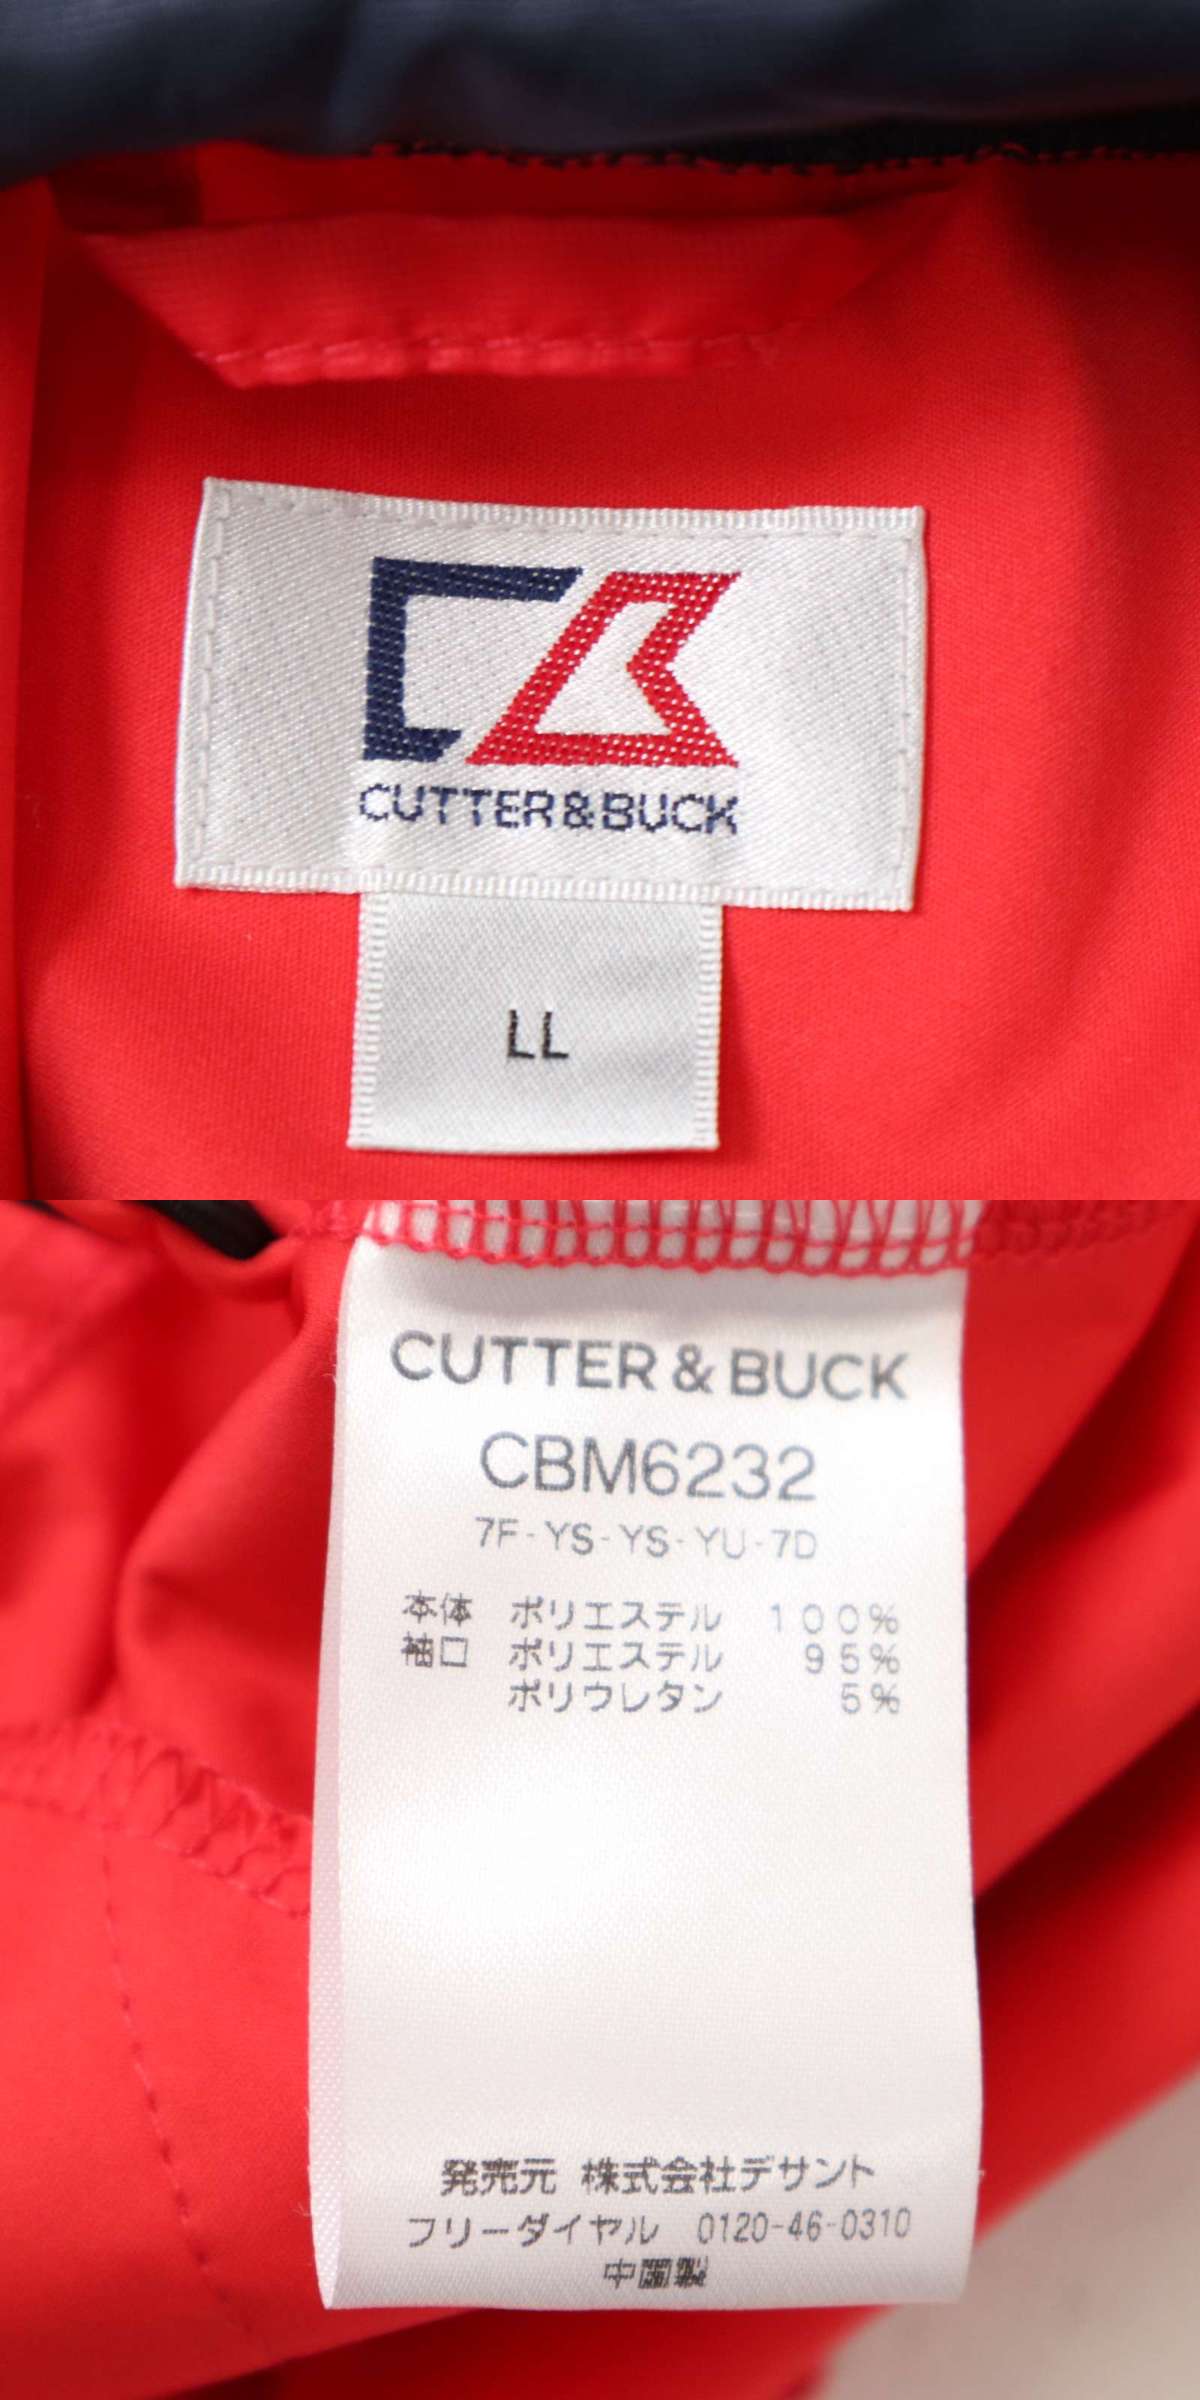 CUTTER&BUCK
LL
CUTTER & BUCK
CBM6232
7F-YS-YS-YU-7D
本体 ポリエステル 100%
袖口 ポリエステル 95%
ポリウレタン 5%
発売元 株式会社デサント
フリーダイヤル 0120-46-0310
中国製